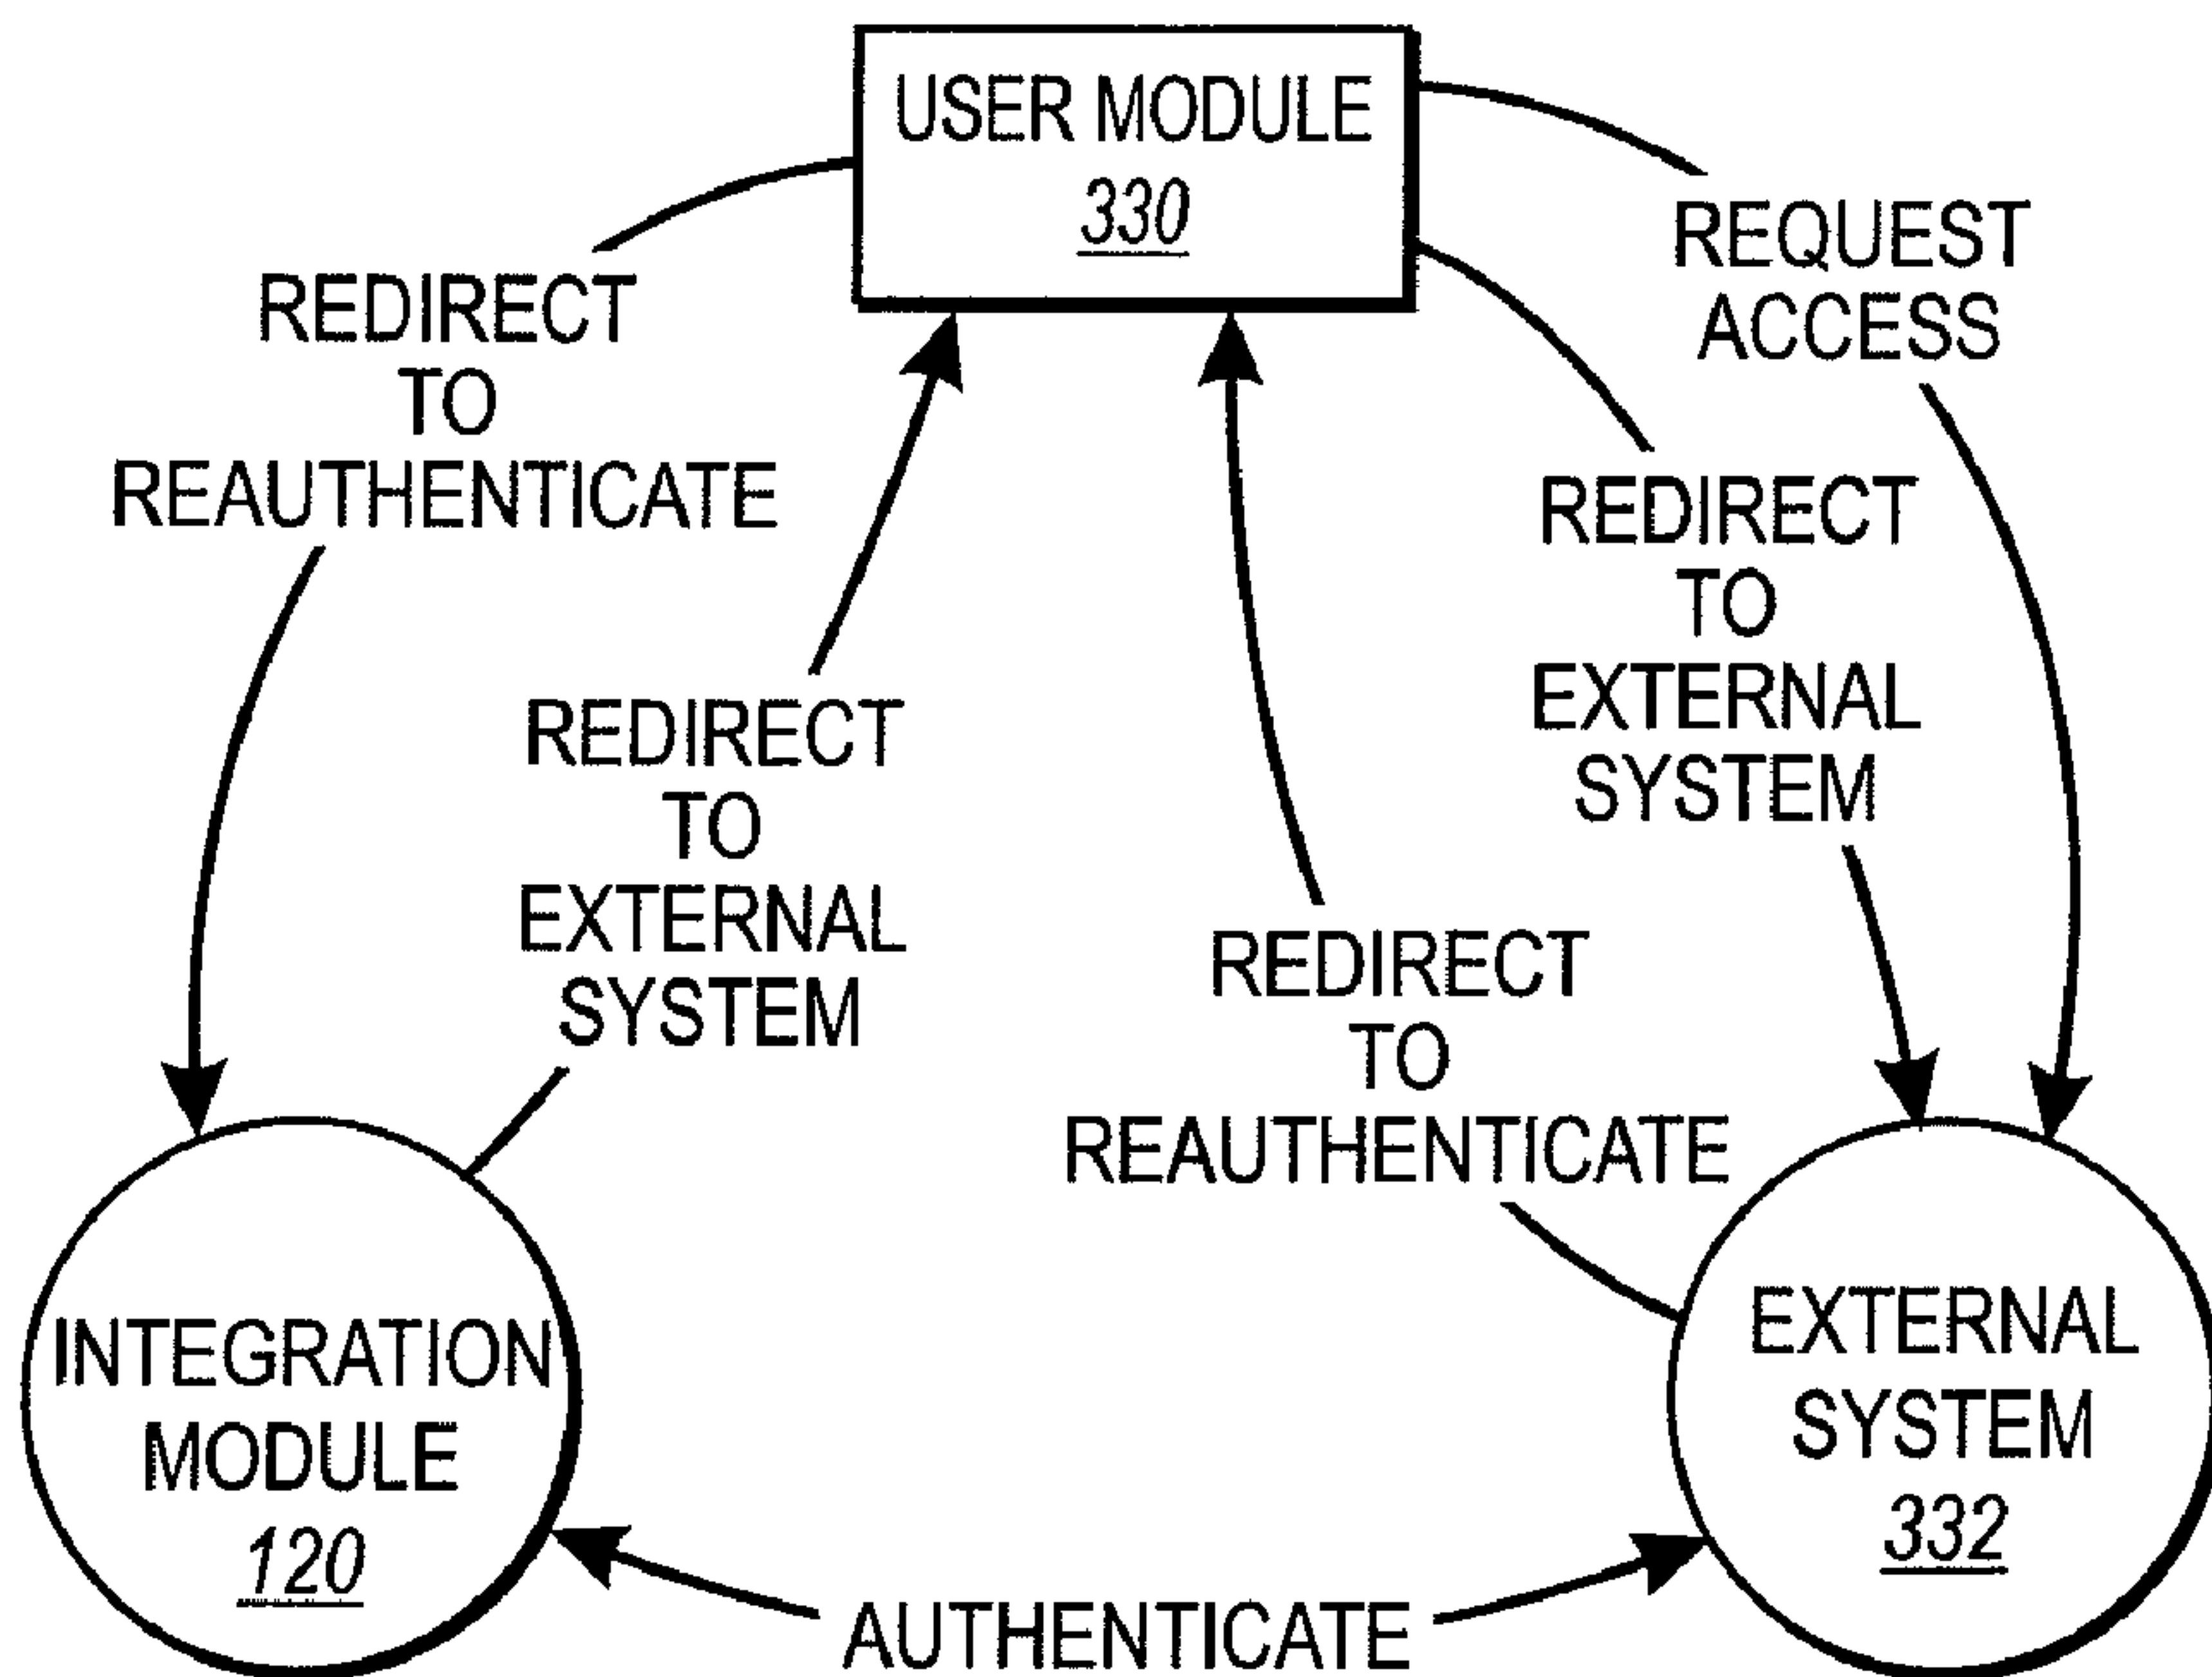 USER MODULE
330
REQUEST
ACCESS
REDIRECT
TO
REAUTHENTICATE
REDIRECT
TO
EXTERNAL
SYSTEM
REDIRECT
TO
EXTERNAL
SYSTEM
REDIRECT
TO
REAUTHENTICATE
INTEGRATION
MODULE
120
EXTERNAL
SYSTEM
332
AUTHENTICATE